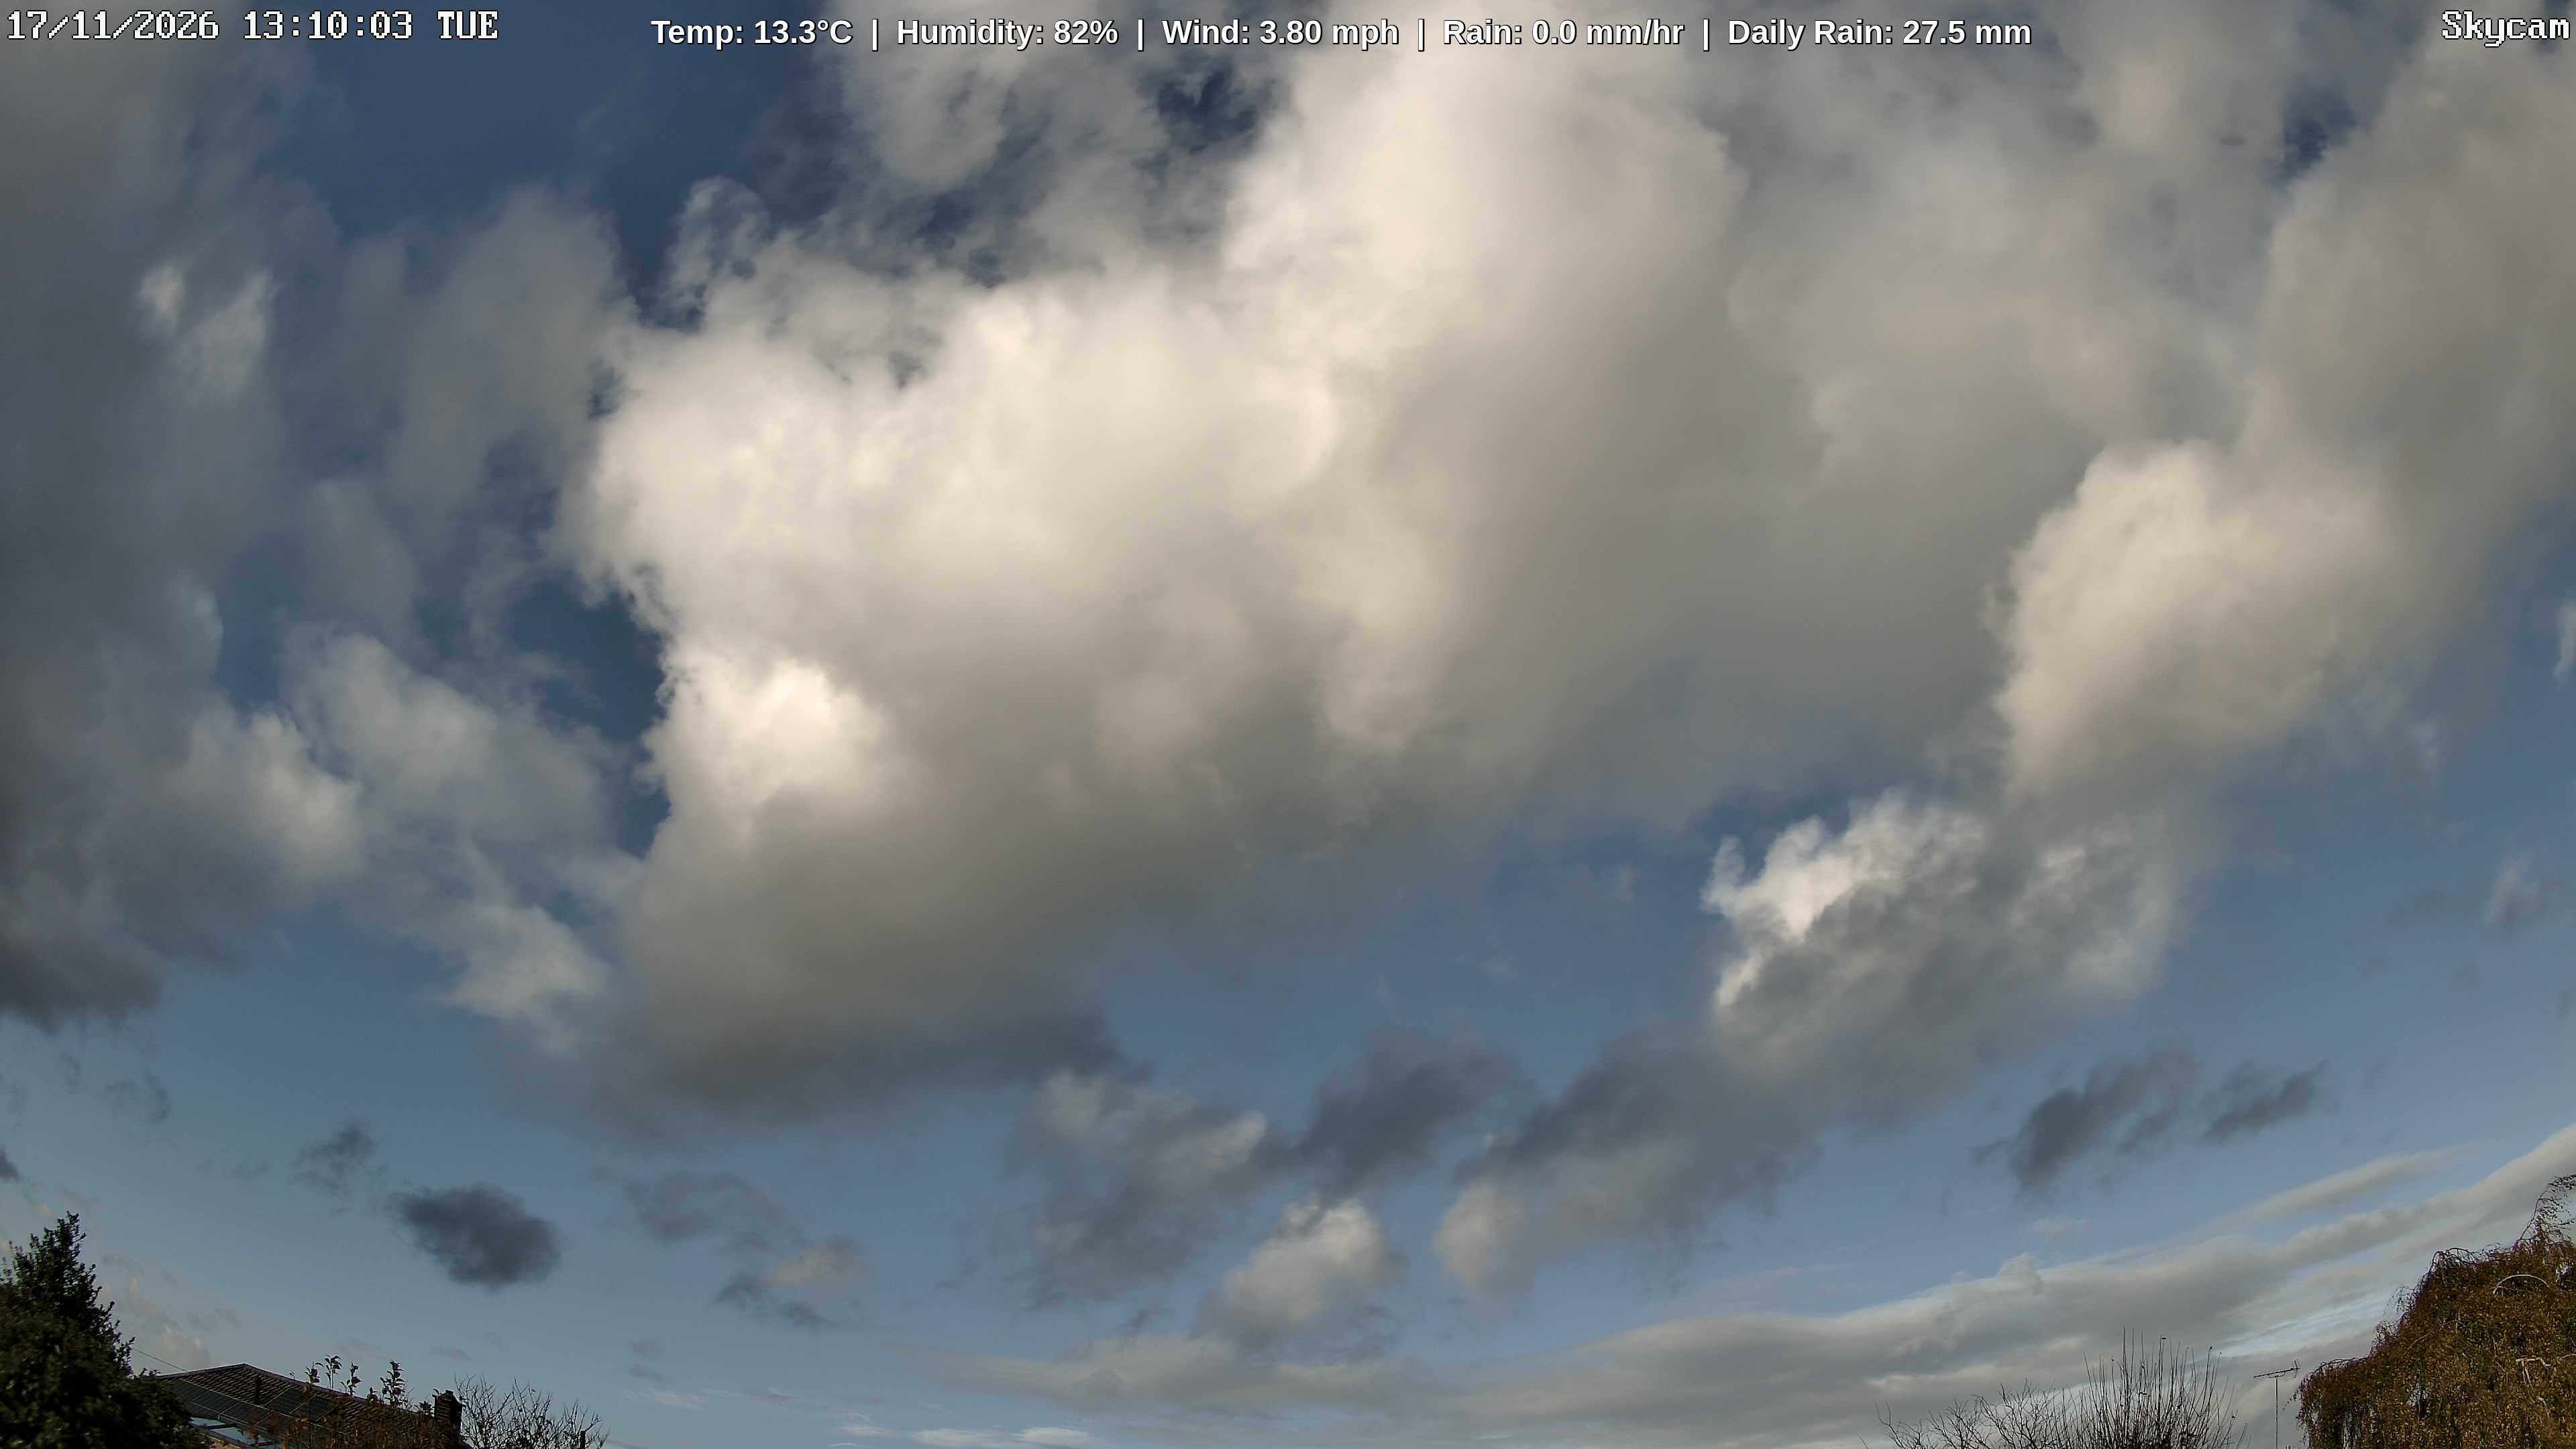 17/11/2026 13:10:03 TUE
Temp: 13.3°C | Humidity: 82% | Wind: 3.80 mph | Rain: 0.0 mm/hr | Daily Rain: 27.5 mm
Skycam